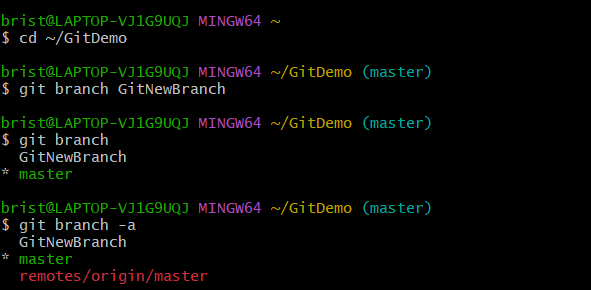 brist@LAPTOP-VJ1G9UQJ MINGW64 ~
$ cd ~/GitDemo
brist@LAPTOP-VJ1G9UQJ MINGW64 ~/GitDemo (master)
$ git branch GitNewBranch
brist@LAPTOP-VJ1G9UQJ MINGW64 ~/GitDemo (master)
$ git branch
  GitNewBranch
* master
brist@LAPTOP-VJ1G9UQJ MINGW64 ~/GitDemo (master)
$ git branch -a
  GitNewBranch
* master
  remotes/origin/master